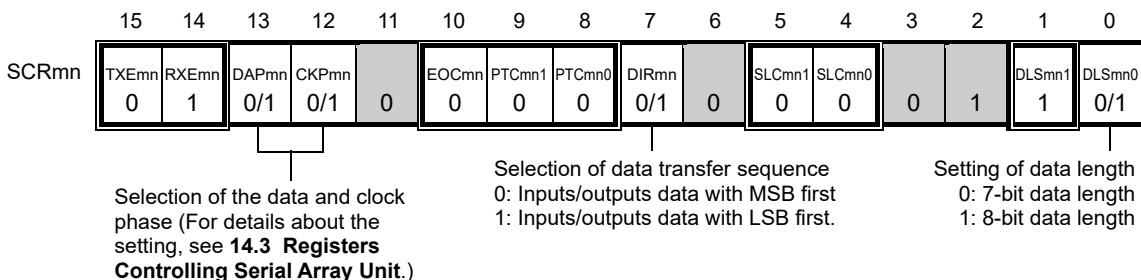 15 14 13 12 11 10 9 8 7 6 5 4 3 2 1 0
SCRmn TXEmn RXEmn DAPmn CKPmn EOCmn PTCmn1 PTCmn0 DIRmn SLCmn1 SLCmn0 DLSmn1 DLSmn0
0 1 0/1 0/1 0 0 0 0 0/1 0 0 0 0 1 1 0/1
Selection of the data and clock
phase (For details about the
setting, see 14.3 Registers
Controlling Serial Array Unit.)
Selection of data transfer sequence
0: Inputs/outputs data with MSB first
1: Inputs/outputs data with LSB first.
Setting of data length
0: 7-bit data length
1: 8-bit data length